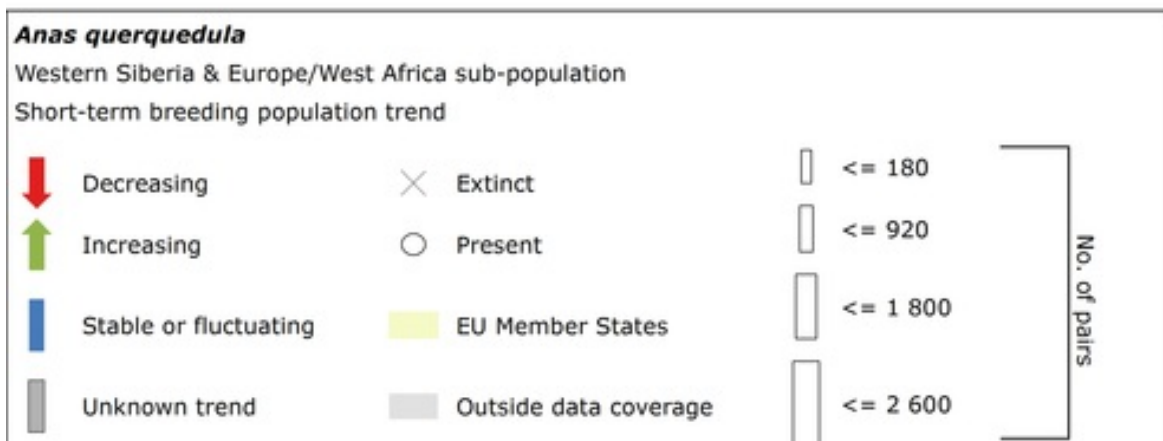 Anas querquedula
Western Siberia & Europe/West Africa sub-population
Short-term breeding population trend
Decreasing
Increasing
Stable or fluctuating
Unknown trend
Extinct
Present
EU Member States
Outside data coverage
<= 180
<= 920
<= 1 800
<= 2 600
No. of pairs